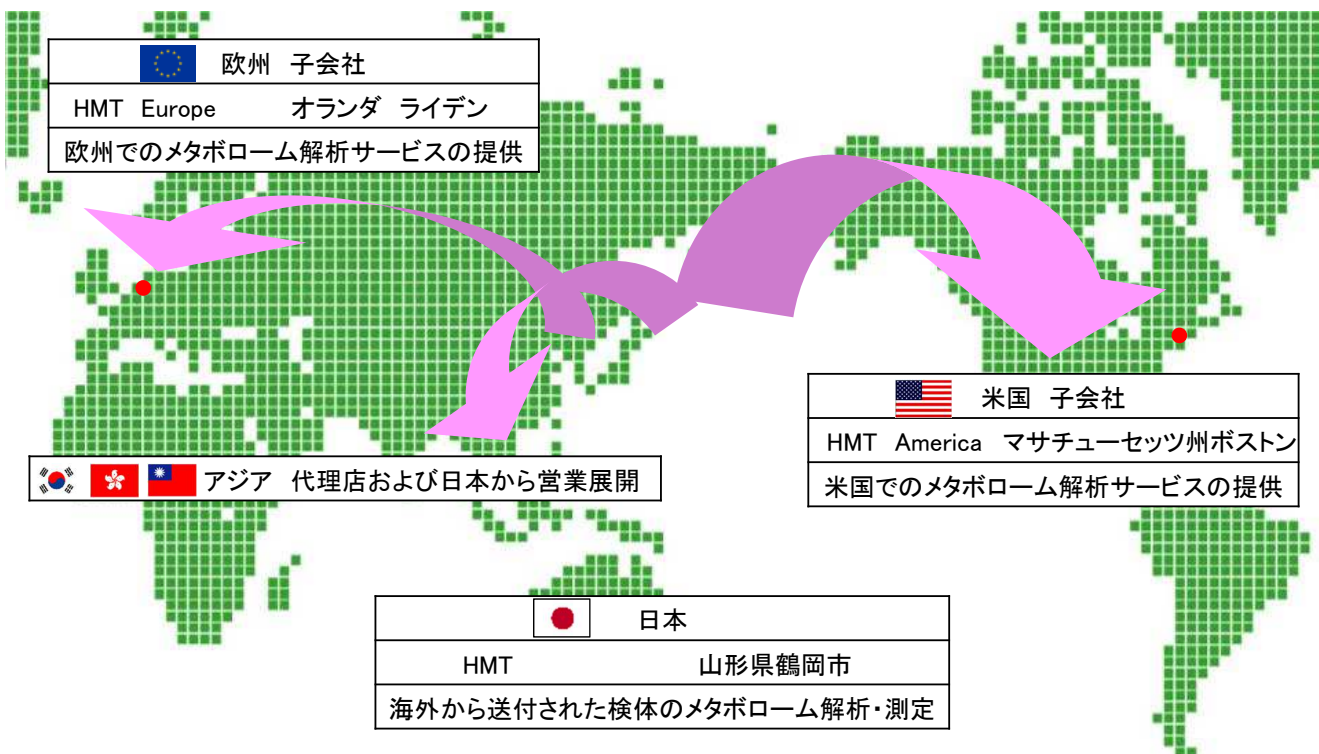 欧州 子会社
HMT Europe オランダ ライデン
欧州でのメタボローム解析サービスの提供
米国 子会社
HMT America マサチューセッツ州ボストン
米国でのメタボローム解析サービスの提供
アジア 代理店および日本から営業展開
日本
HMT 山形県鶴岡市
海外から送付された検体のメタボローム解析・測定